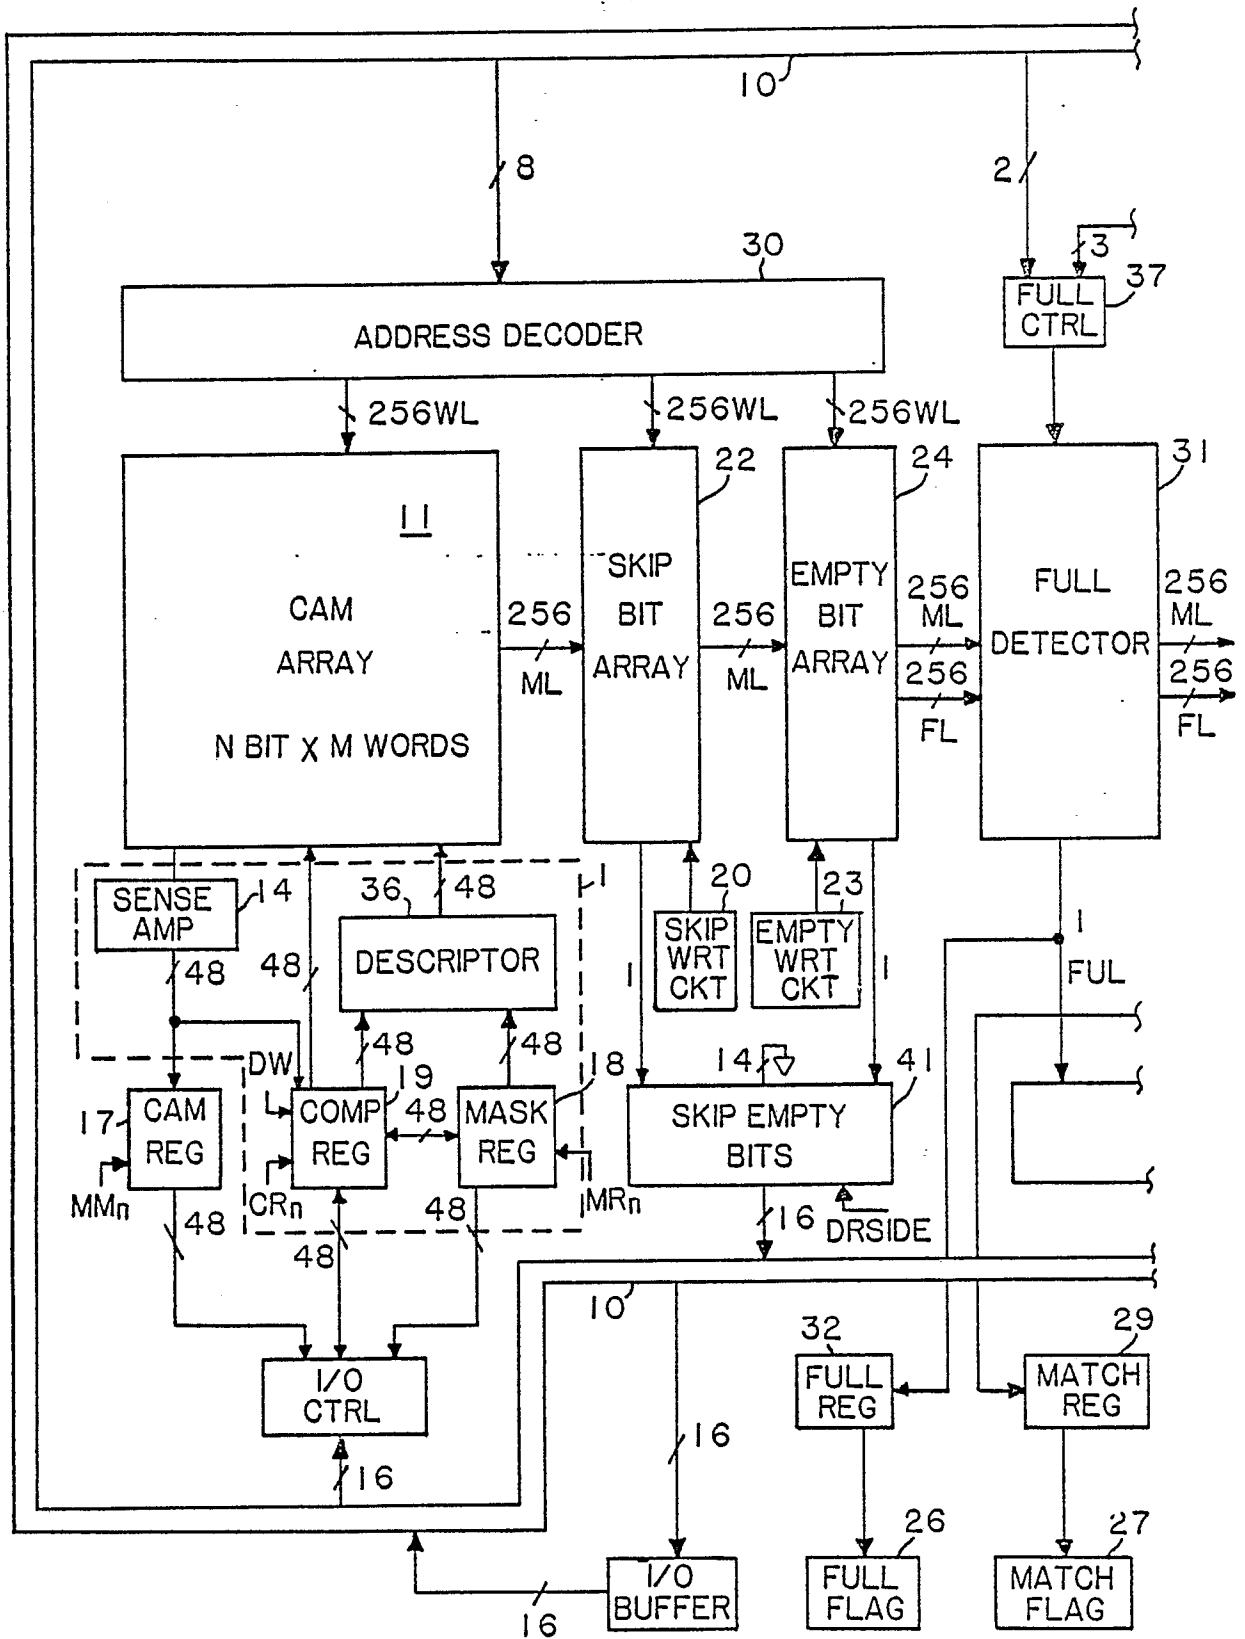 10
8
2
3
30
37
FULL
CTRL
ADDRESS DECODER
256WL
256WL
256WL
22
24
31
11
CAM
ARRAY
N BIT X M WORDS
256
ML
SKIP
BIT
ARRAY
256
ML
EMPTY
BIT
ARRAY
256
ML
256
FL
FULL
DETECTOR
256
ML
256
FL
SENSE
AMP
14
36
48
1
DESCRIPTOR
20
SKIP
WRT
CKT
23
EMPTY
WRT
CKT
1
1
1
FUL
48
48
48
48
DW
19
18
14
41
17
CAM
REG
COMP
REG
48
MASK
REG
SKIP EMPTY
BITS
MMn
CRn
MRn
48
48
48
16
DRSIDE
10
I/O
CTRL
16
32
FULL
REG
29
MATCH
REG
16
26
27
I/O
BUFFER
16
FULL
FLAG
MATCH
FLAG